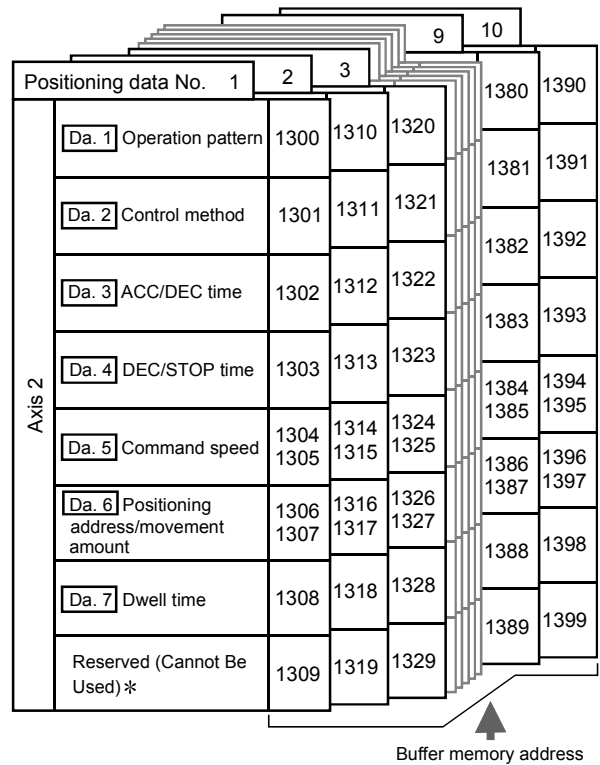 10
9
3
2
Positioning data No. 1
Axis 2
Da. 1 Operation pattern 1300 1310 1320 1380 1390
Da. 2 Control method 1301 1311 1321 1381 1391
Da. 3 ACC/DEC time 1302 1312 1322 1382 1392
Da. 4 DEC/STOP time 1303 1313 1323 1383 1393
Da. 5 Command speed 1304 1314 1324 1384 1394
1305 1315 1325 1385 1395
Da. 6 Positioning
address/movement
amount
1306 1316 1326 1386 1396
1307 1317 1327 1387 1397
Da. 7 Dwell time 1308 1318 1328 1388 1398
Reserved (Cannot Be
Used)* 1309 1319 1329 1389 1399
Buffer memory address